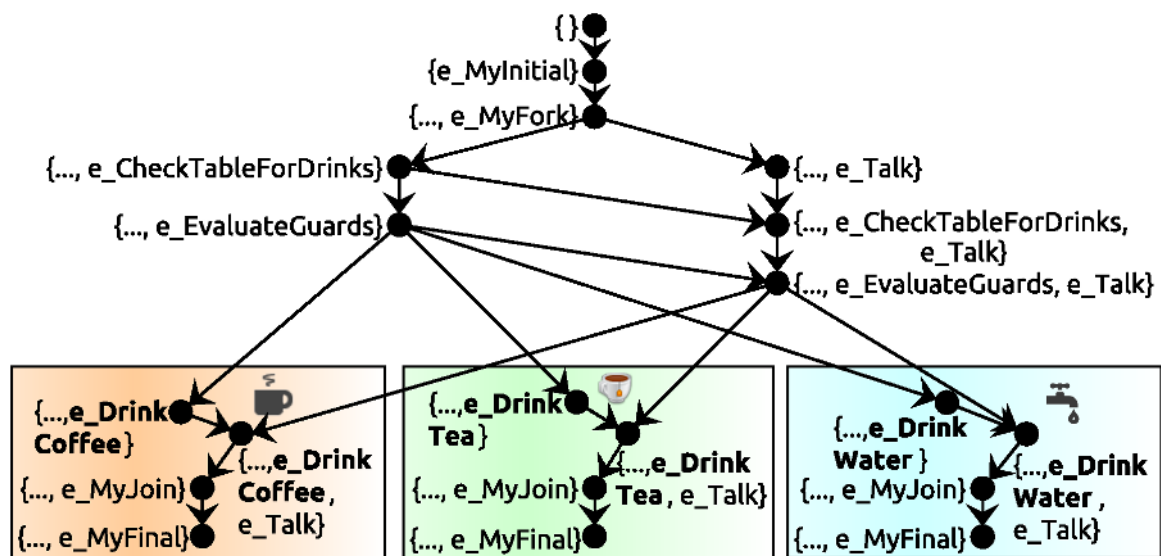 { }
{e_MyInitial}
{..., e_MyFork}
{..., e_CheckTableForDrinks}
{..., e_Talk}
{..., e_EvaluateGuards}
{..., e_CheckTableForDrinks,
e_Talk}
{..., e_EvaluateGuards, e_Talk}
{...,e_Drink
Coffee }
{...,e_Drink
Coffee ,
e_Talk}
{..., e_MyJoin}
{..., e_MyFinal}
{...,e_Drink
Tea }
{...,e_Drink
Tea , e_Talk}
{..., e_MyJoin}
{..., e_MyFinal}
{...,e_Drink
Water }
{...,e_Drink
Water ,
e_Talk}
{..., e_MyJoin}
{..., e_MyFinal}